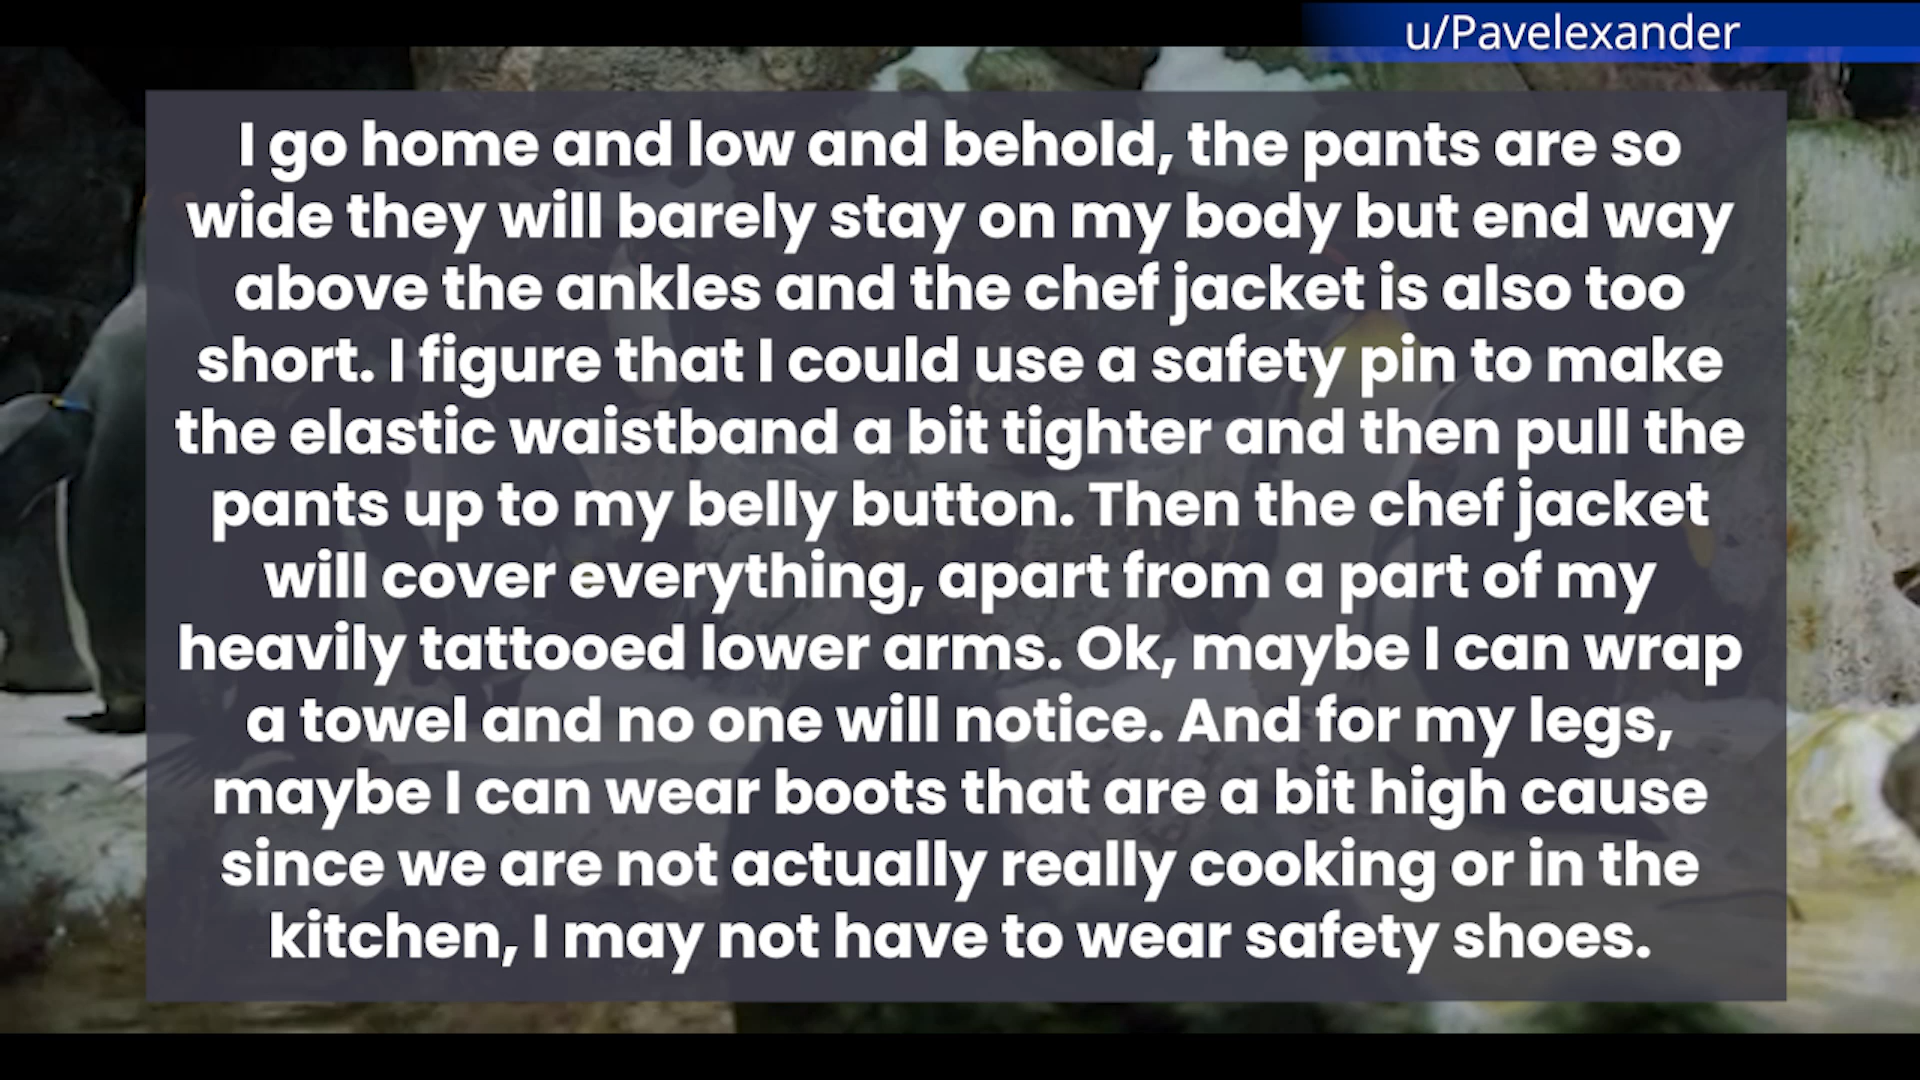 u/Pavelexander
I go home and low and behold, the pants are so
wide they will barely stay on my body but end way
above the ankles and the chef jacket is also too
short. I figure that I could use a safety pin to make
the elastic waistband a bit tighter and then pull the
pants up to my belly button. Then the chef jacket
will cover everything, apart from a part of my
heavily tattooed lower arms. Ok, maybe I can wrap
a towel and no one will notice. And for my legs,
maybe I can wear boots that are a bit high cause
since we are not actually really cooking or in the
kitchen, I may not have to wear safety shoes.